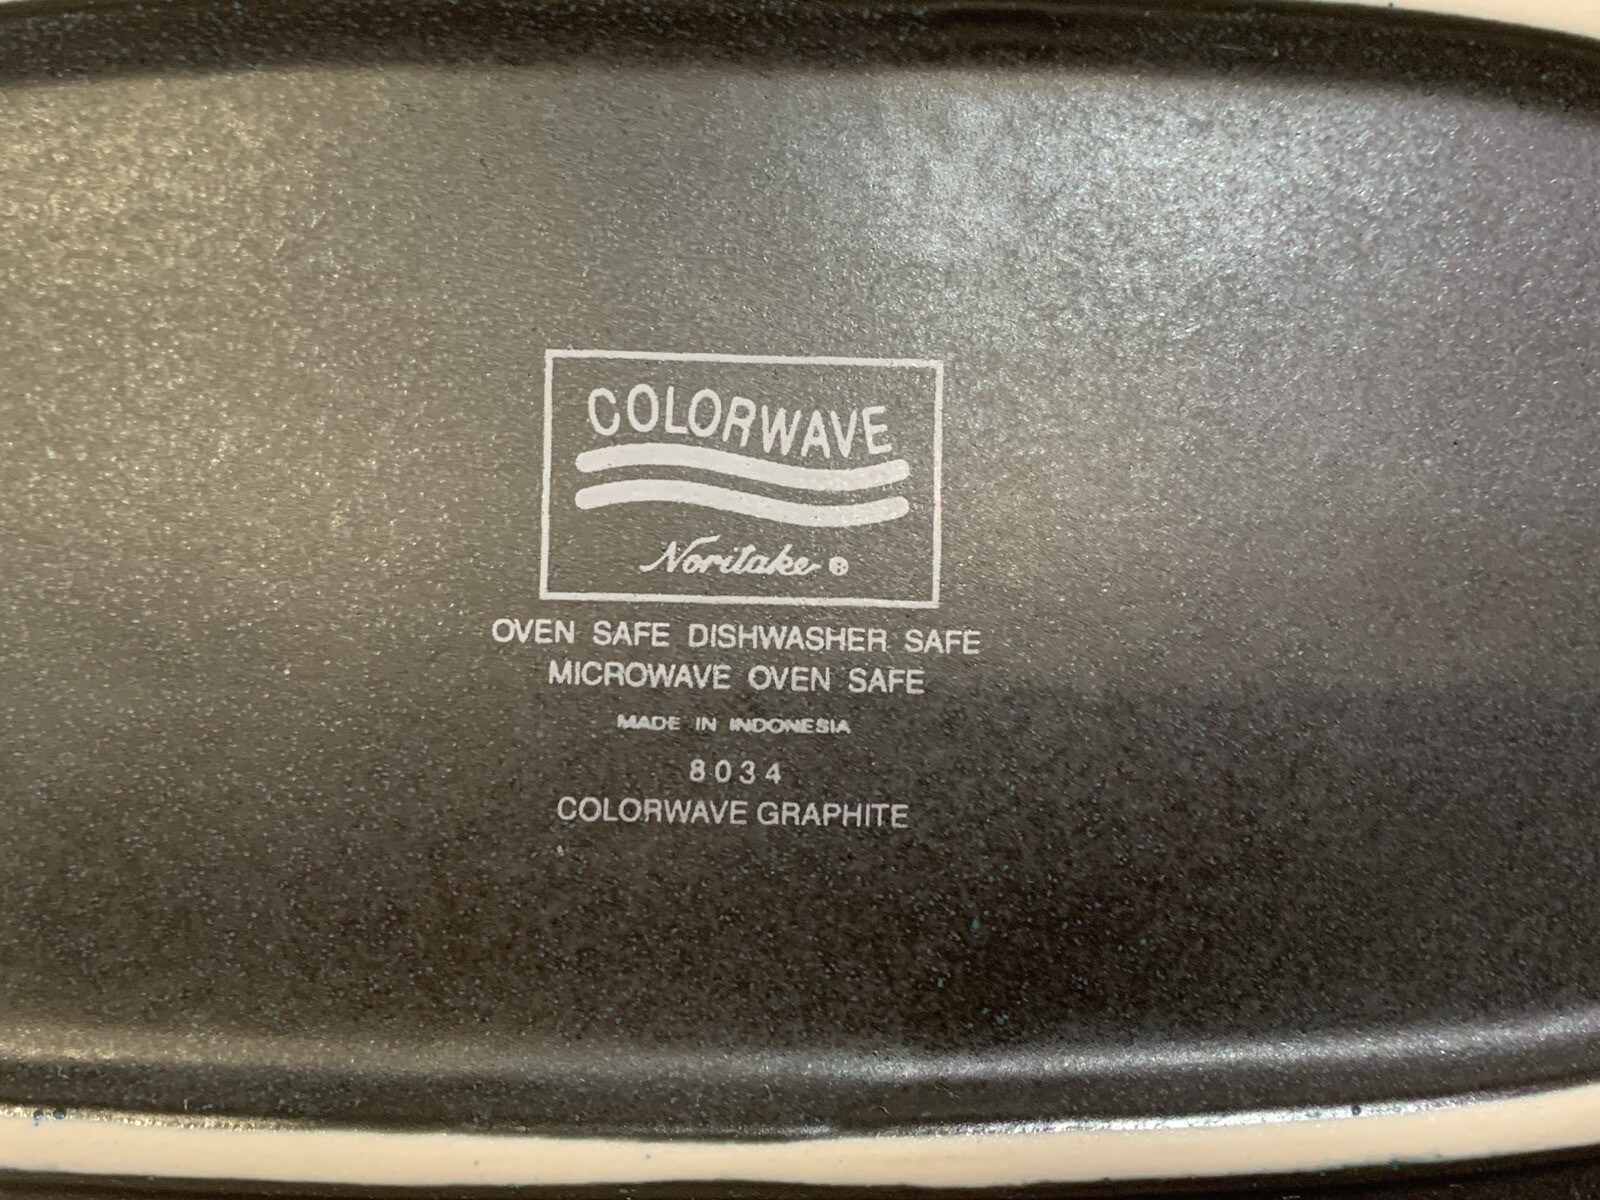 COLORWAVE
Noritake ®
OVEN SAFE DISHWASHER SAFE
MICROWAVE OVEN SAFE
MADE IN INDONESIA
8034
COLORWAVE GRAPHITE